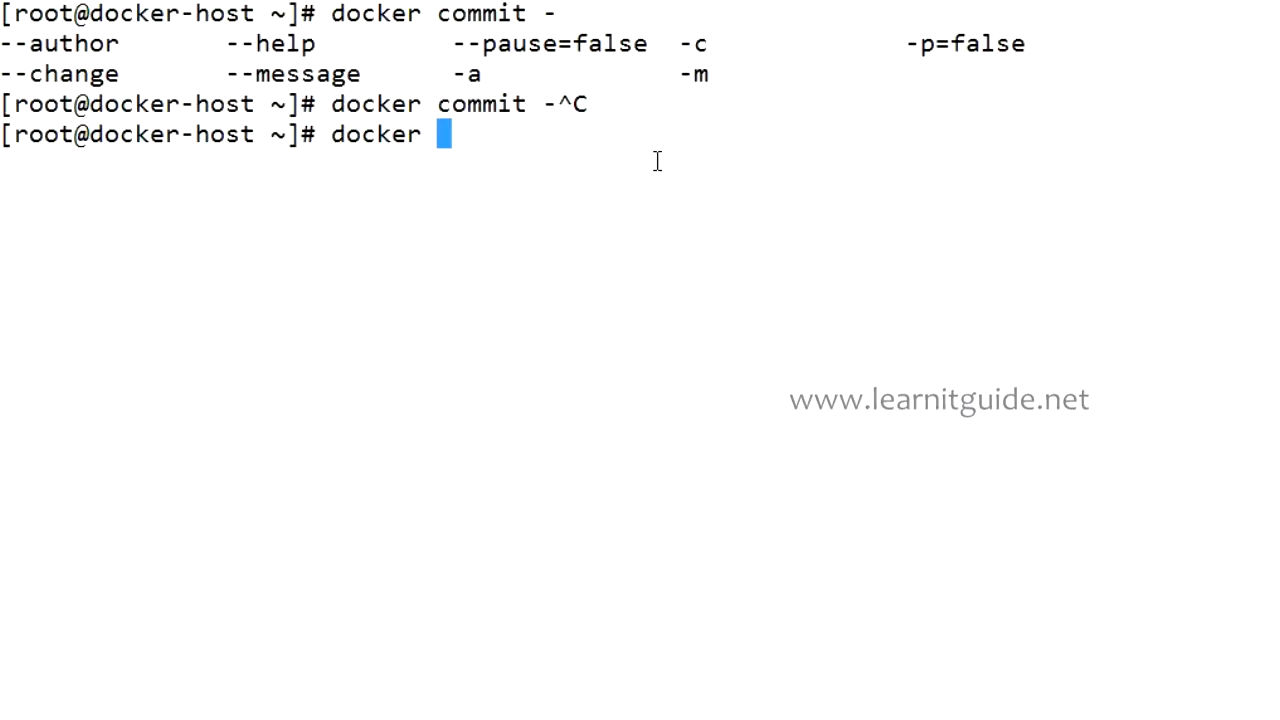 [root@docker-host ~]# docker commit -
--author --help --pause=false -c -p=false
--change --message -a -m
[root@docker-host ~]# docker commit -^C
[root@docker-host ~]# docker
www.learnitguide.net